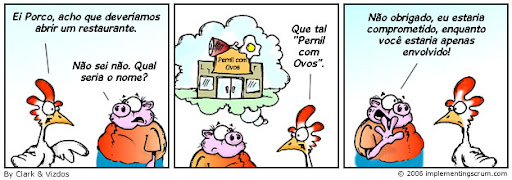 Ei Porco, acho que deveríamos
abrir um restaurante.
Não sei não. Qual
seria o nome?
Pernil com
Ovos
Que tal
"Pernil
com
Ovos".
Não obrigado, eu estaria
comprometido, enquanto
você estaria apenas
envolvido!
By Clark & Vizdos
© 2006 implementingscrum.com